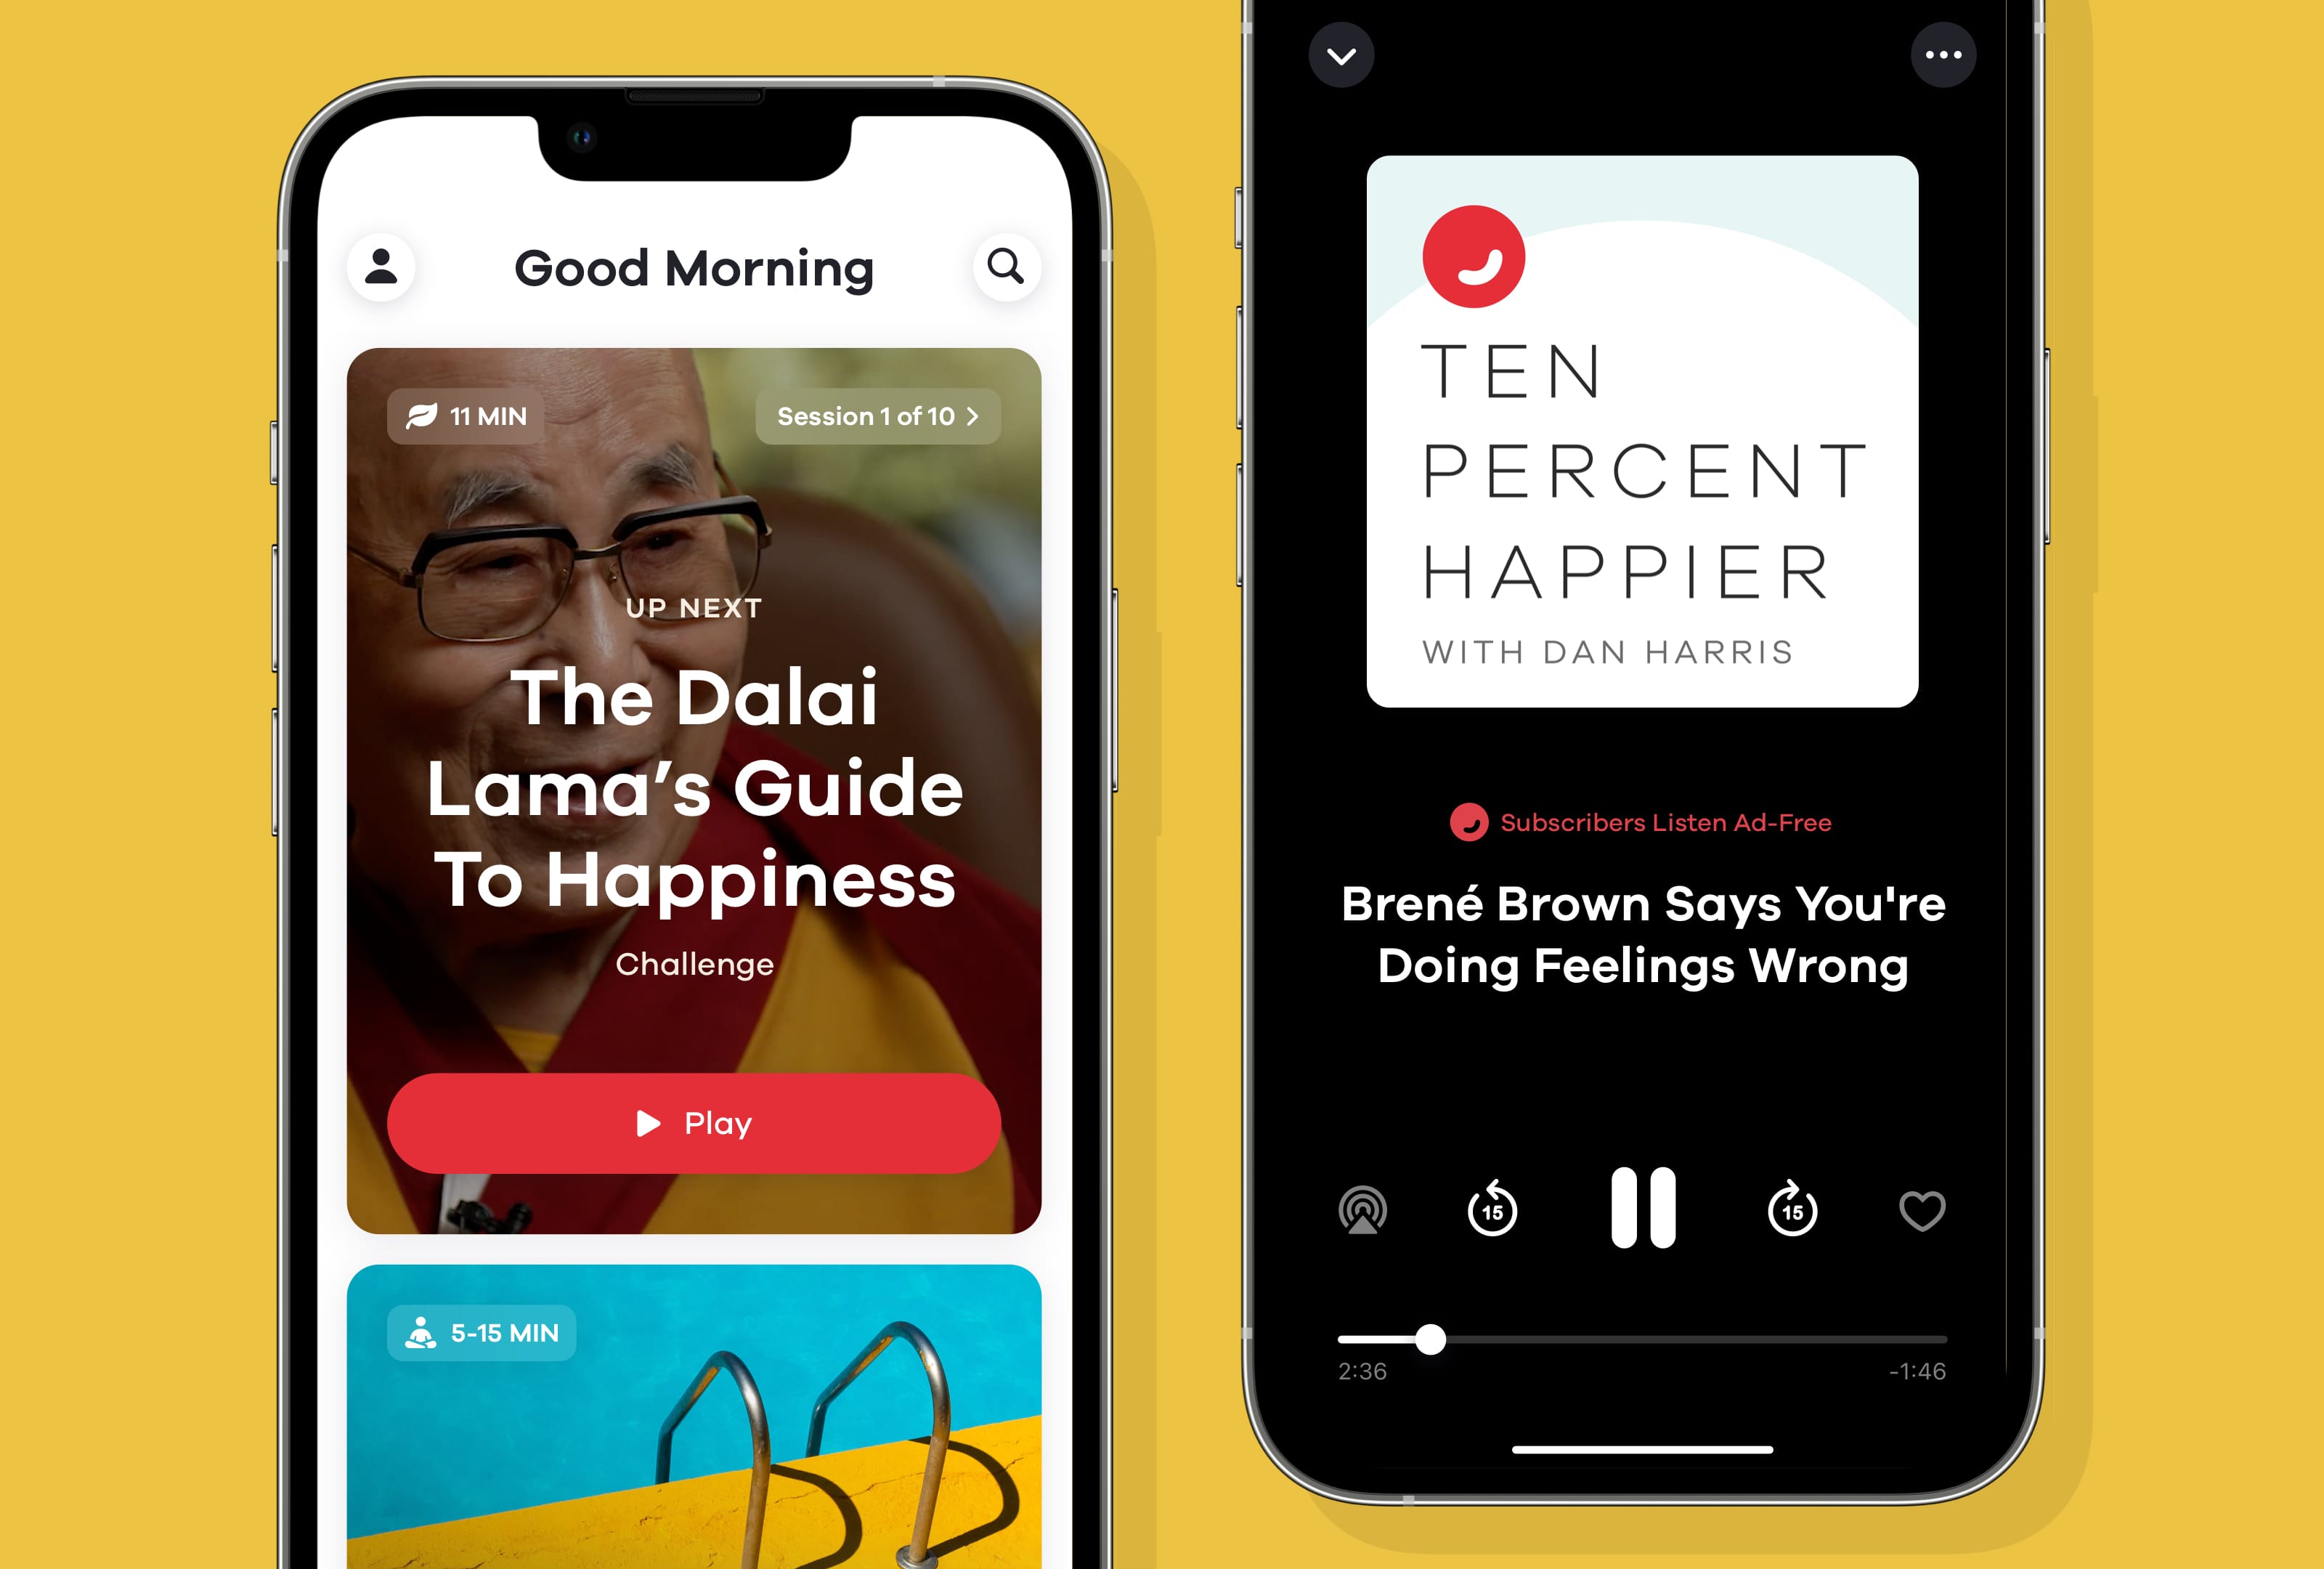 Good Morning
11 MIN
Session 1 of 10
UP NEXT
The Dalai
Lama’s Guide
To Happiness
Challenge
Play
5-15 MIN
TEN
PERCENT
HAPPIER
WITH DAN HARRIS
Subscribers Listen Ad-Free
Brené Brown Says You're
Doing Feelings Wrong
15
15
2:36
-1:46